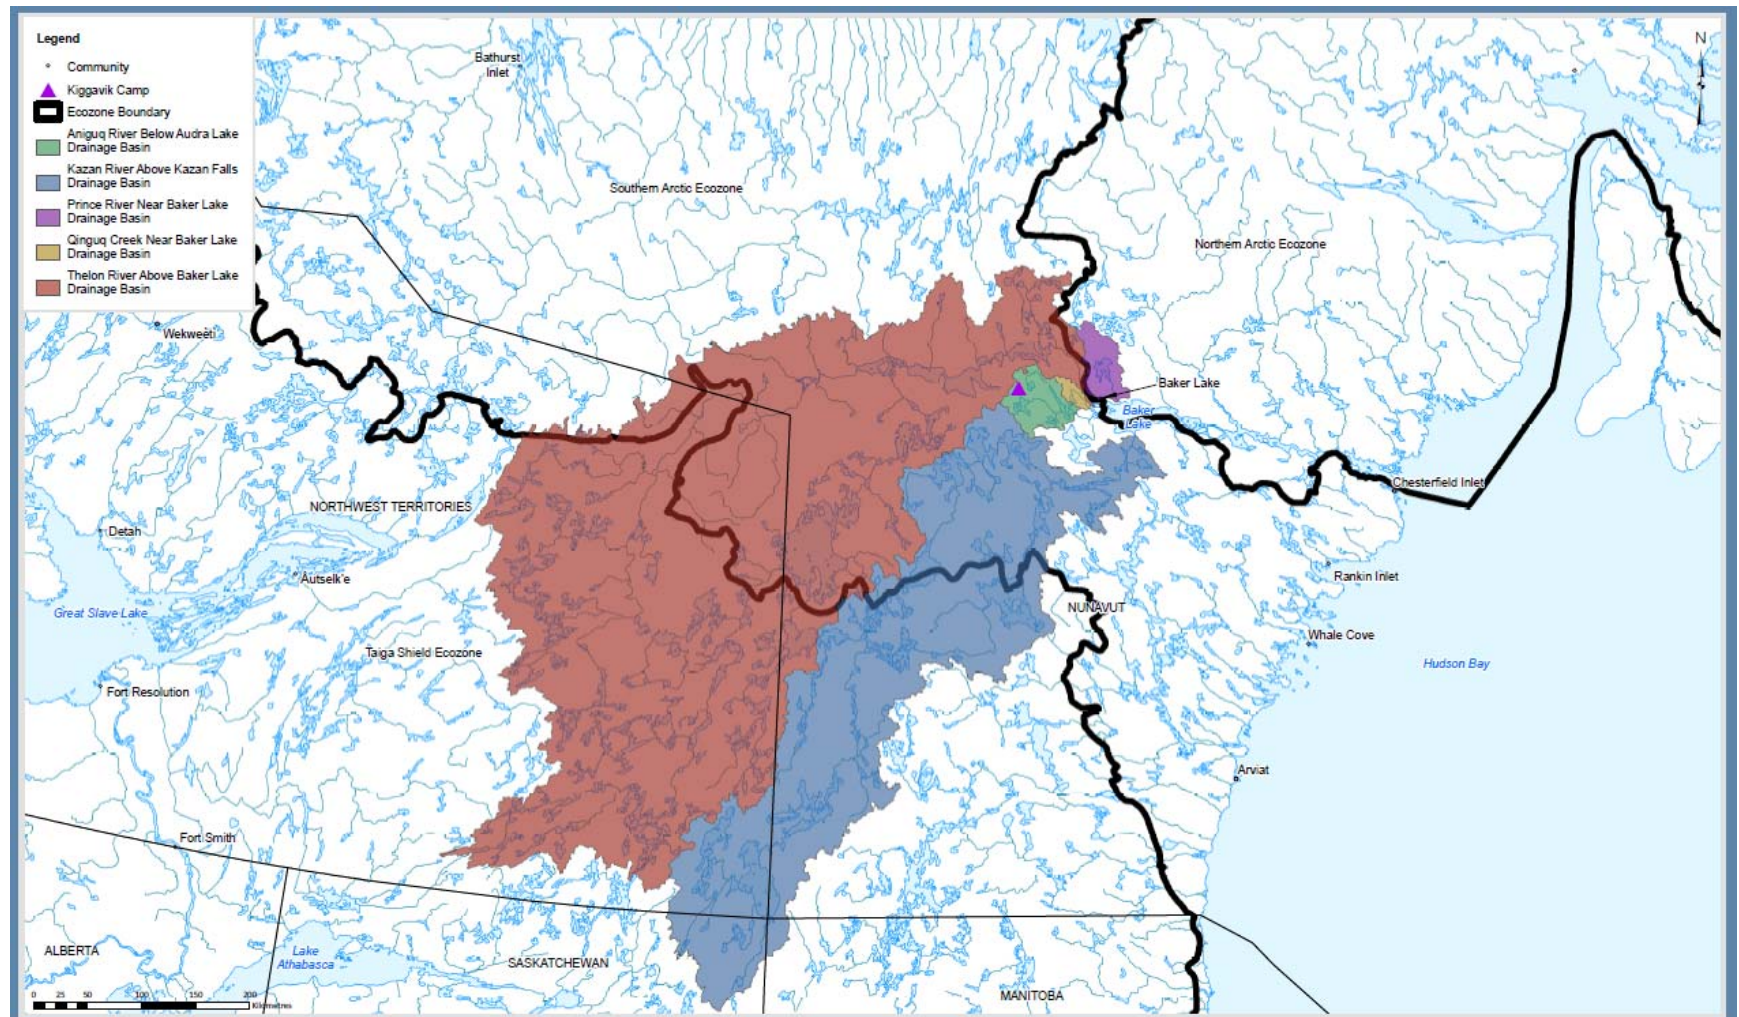 Legend
Community
Kiggavik Camp
Ecozone Boundary
Aniguq River Below Audra Lake
Drainage Basin
Kazan River Above Kazan Falls
Drainage Basin
Prince River Near Baker Lake
Drainage Basin
Qinguq Creek Near Baker Lake
Drainage Basin
Thelon River Above Baker Lake
Drainage Basin
N
Bathurst
Inlet
Southern Arctic Ecozone
Northern Arctic Ecozone
Wekweètì
Baker Lake
Baker
Lake
Chesterfield Inlet
NORTHWEST TERRITORIES
Detah
Łutselk'e
Rankin Inlet
Great Slave Lake
NUNAVUT
Whale Cove
Taiga Shield Ecozone
Hudson Bay
Fort Resolution
Arviat
Fort Smith
ALBERTA
Lake
Athabasca
SASKATCHEWAN
MANITOBA
0 25 50 100 150 200
Kilometres